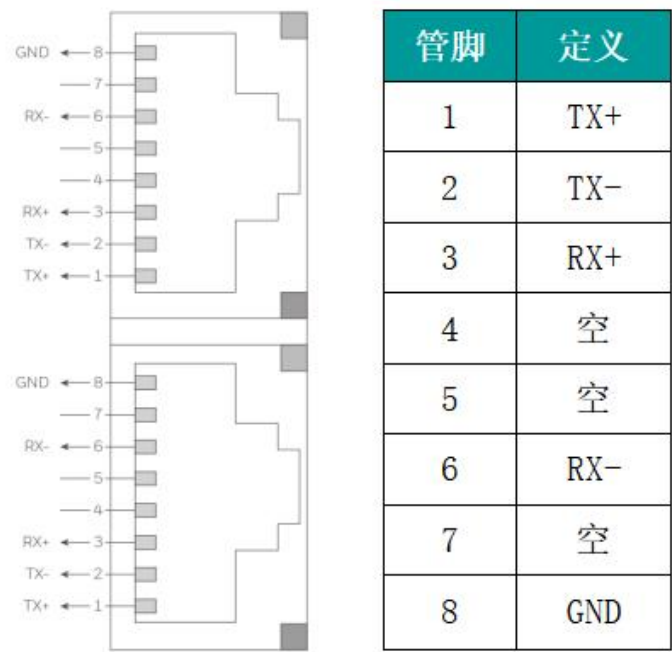 GND 8
7
RX- 6
5
4
RX+ 3
TX- 2
TX+ 1
GND 8
7
RX- 6
5
4
RX+ 3
TX- 2
TX+ 1
管脚 定义
1 TX+
2 TX-
3 RX+
4 空
5 空
6 RX-
7 空
8 GND